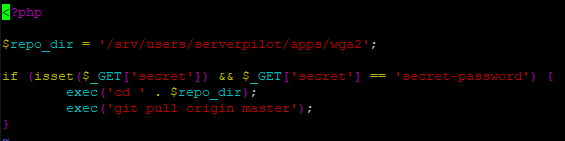 <?php
$repo_dir = '/srv/users/serverpilot/apps/wga2';
if (isset($_GET['secret']) && $_GET['secret'] == 'secret-password') {
exec('cd ' . $repo_dir);
exec('git pull origin master');
}
~